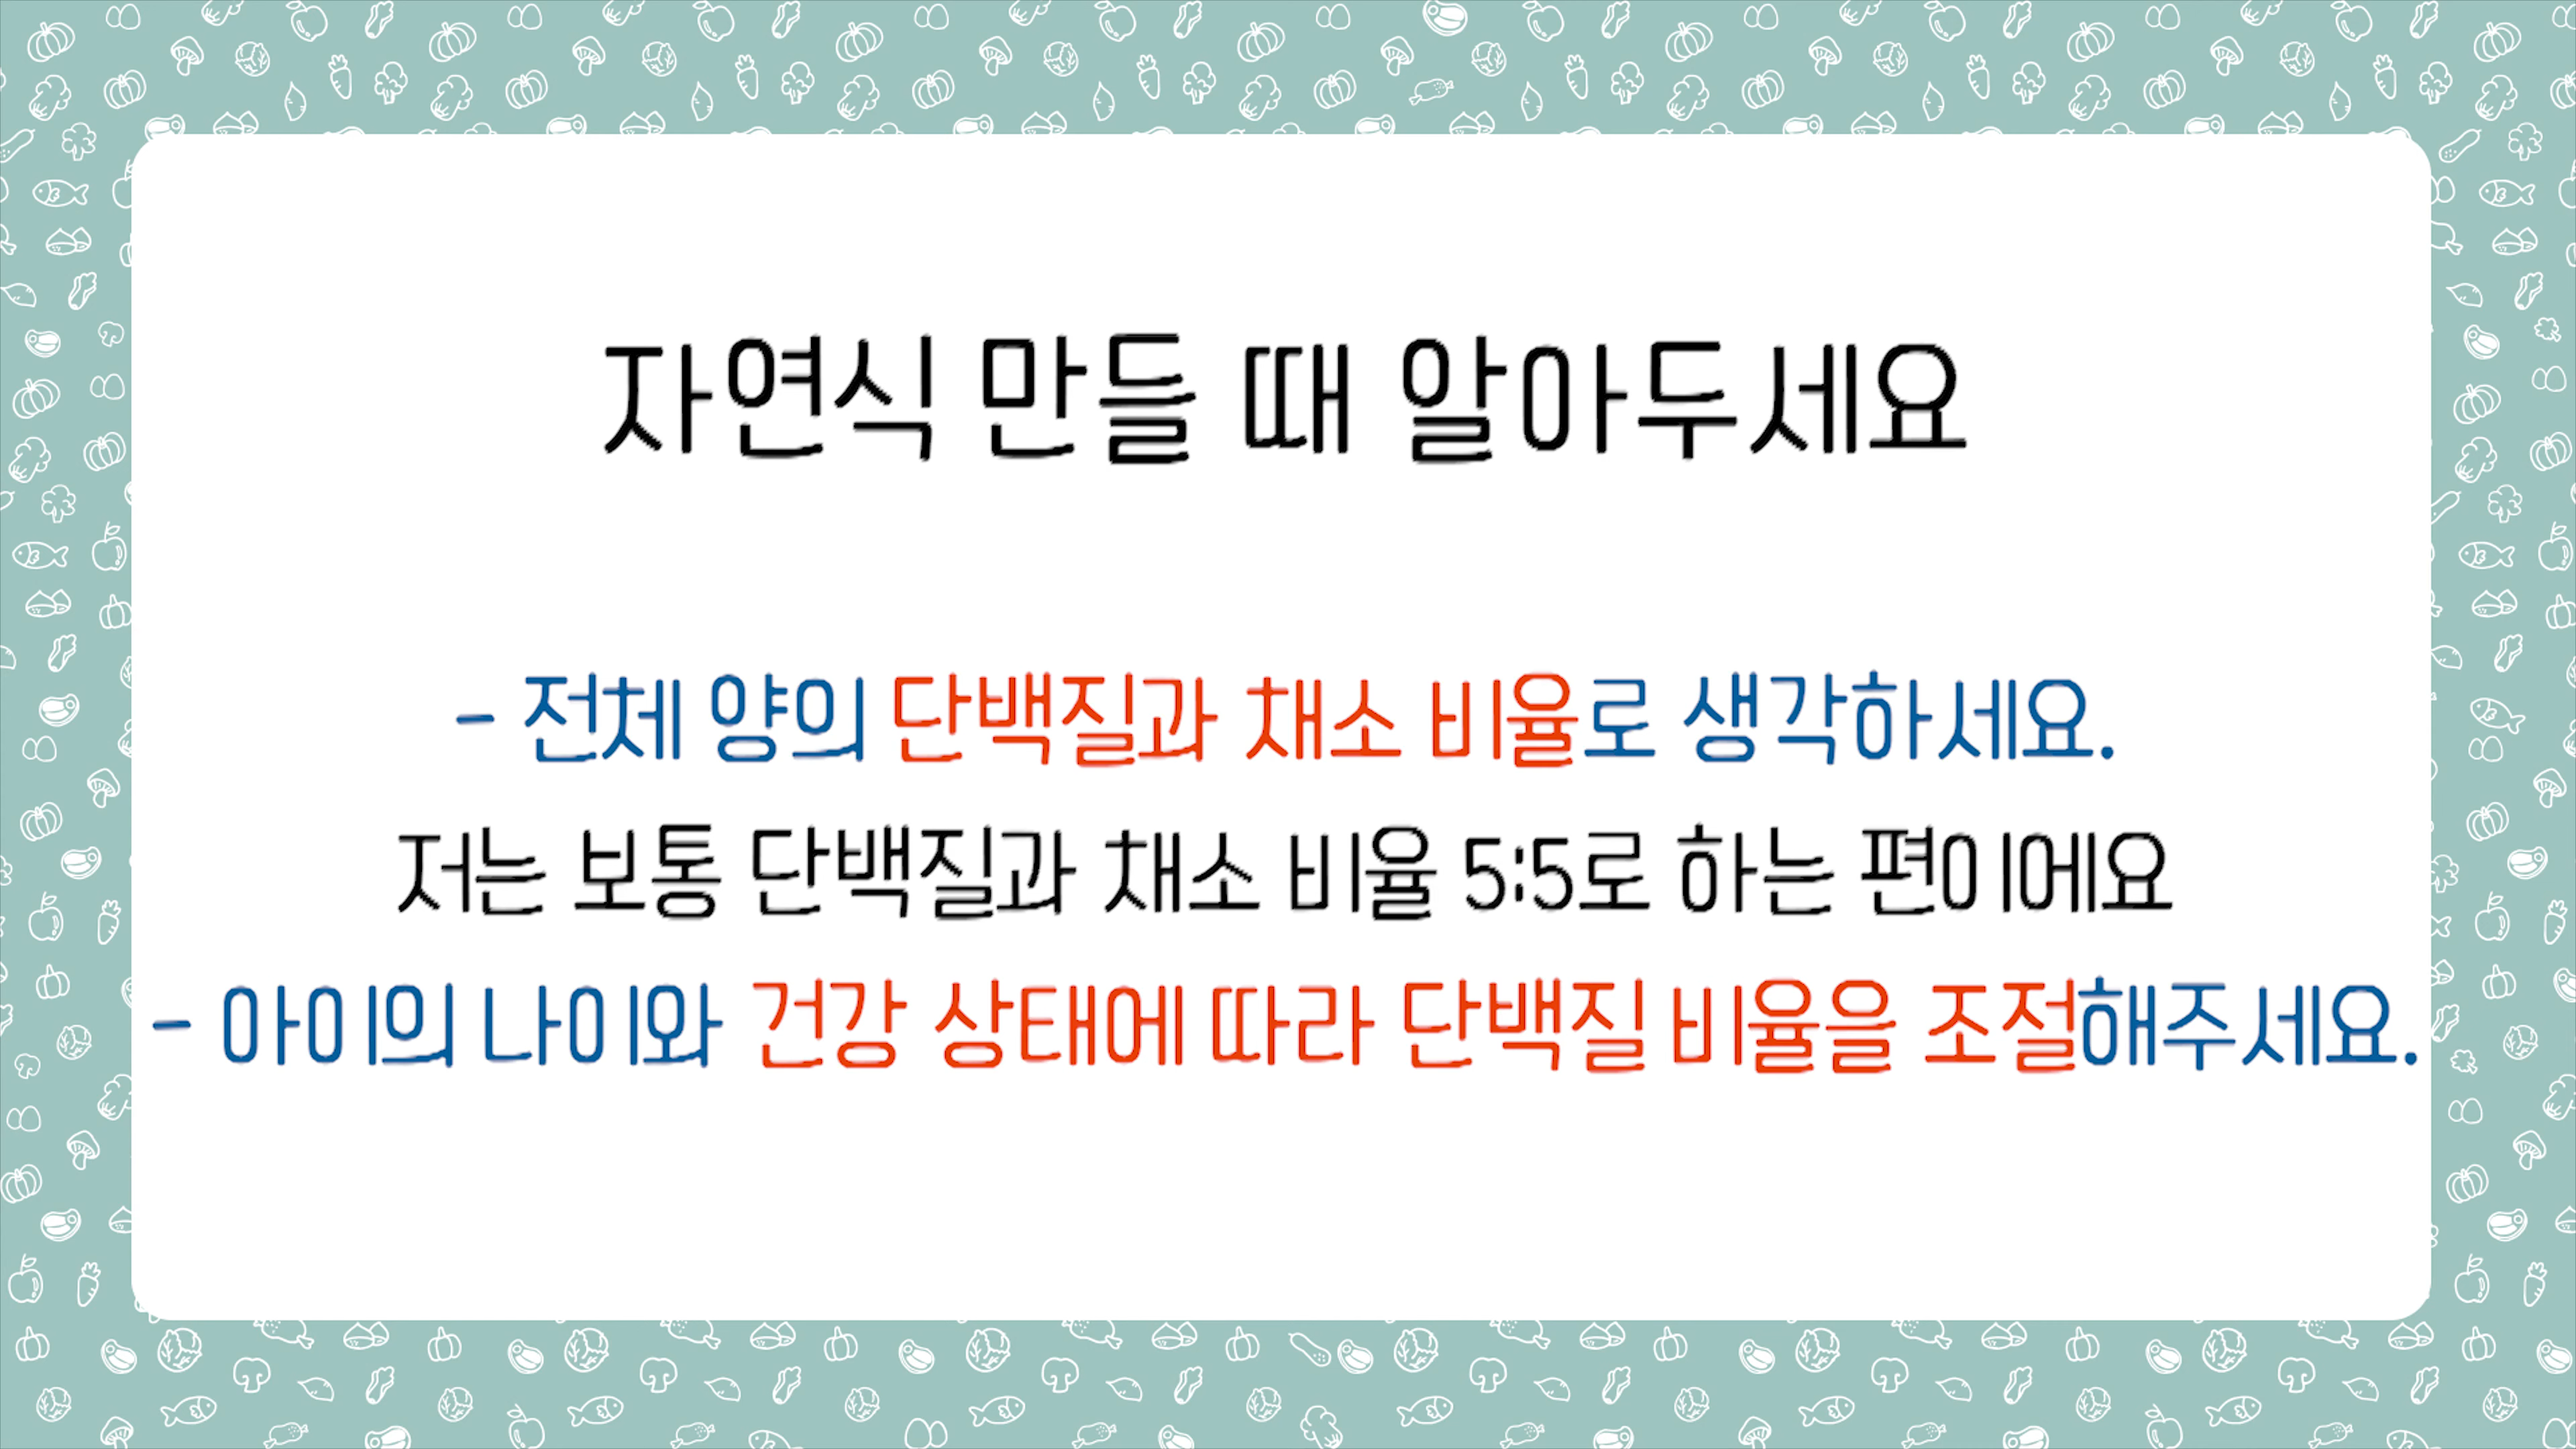 자연식 만들 때 알아두세요
- 전체 양의 단백질과 채소 비율로 생각하세요.
저는 보통 단백질과 채소 비율 5:5로 하는 편이에요
- 아이의 나이와 건강 상태에 따라 단백질 비율을 조절해주세요.